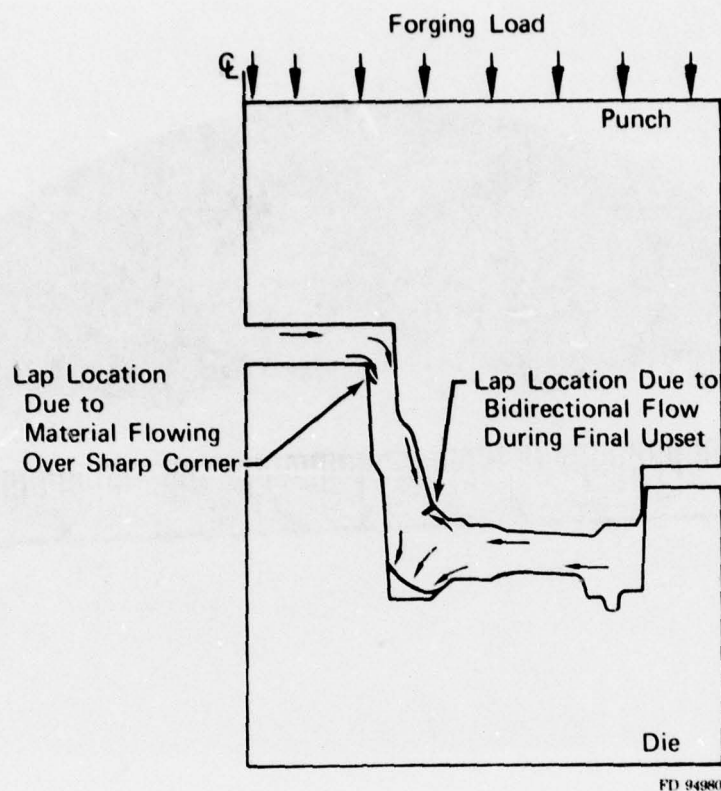 Forging Load
℄
Punch
Lap Location
Due to
Material Flowing
Over Sharp Corner
Lap Location Due to
Bidirectional Flow
During Final Upset
Die
FD 94980